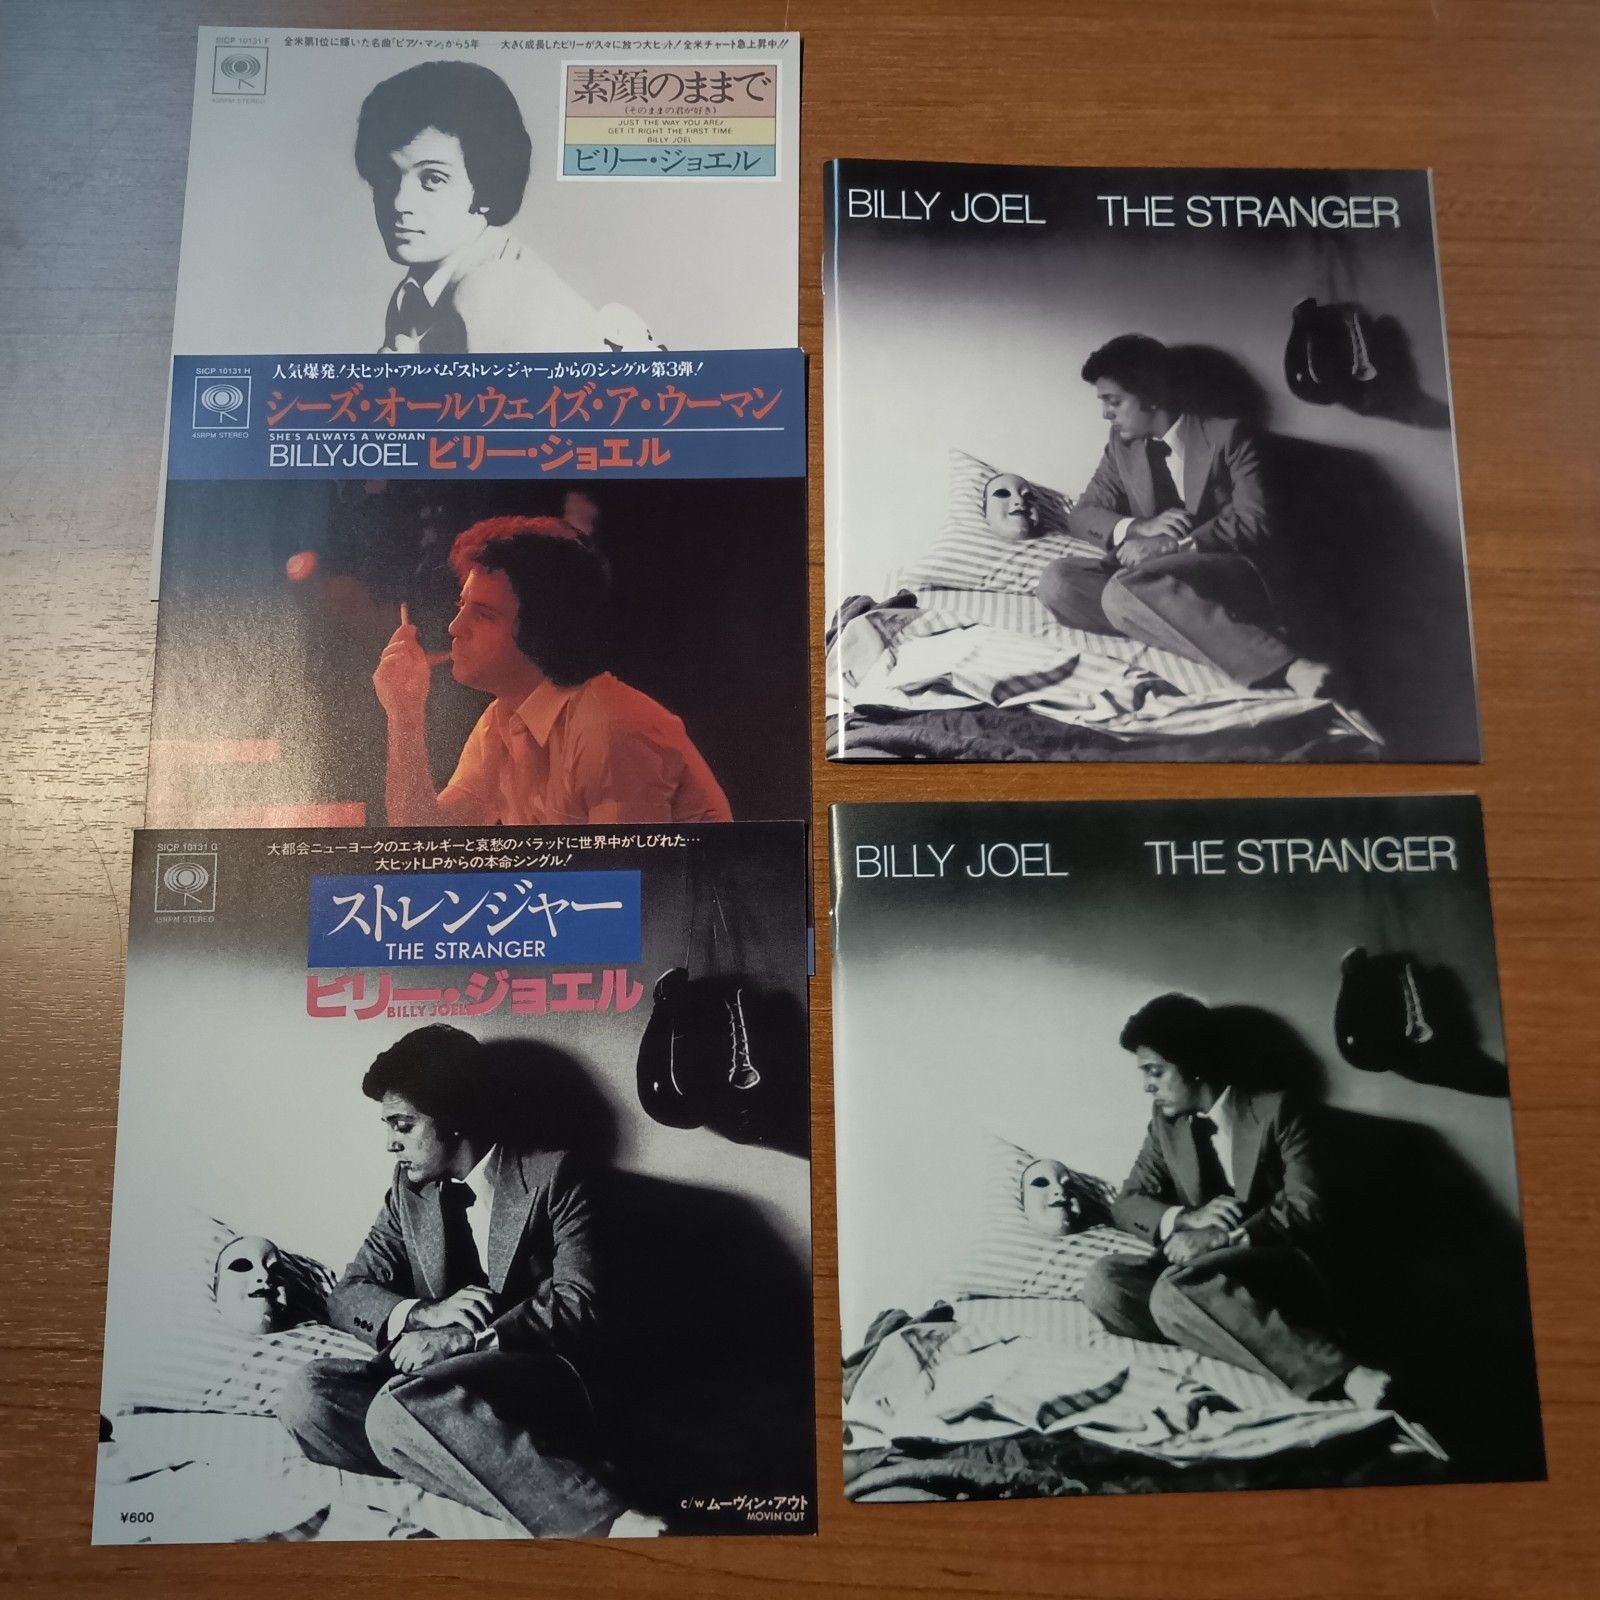 SICP 10131 F
全米第1位に輝いた名曲「ピアノ・マン」から5年——大きく成長したビリーが久々に放つ大ヒット!全米チャート急上昇中!!
45RPM STEREO
素顔のままで
(そのままの君が好き)
JUST THE WAY YOU ARE/
GET IT RIGHT THE FIRST TIME
BILLY JOEL
ビリー・ジョエル
SICP 10131 H
人気爆発!大ヒット・アルバム「ストレンジャー」からのシングル第3弾!
シーズ・オールウェイズ・ア・ウーマン
45RPM STEREO
SHE'S ALWAYS A WOMAN
BILLY JOEL ビリー・ジョエル
SICP 10131 G
大都会ニューヨークのエネルギーと哀愁のバラッドに世界中がしびれた…
大ヒットLPからの本命シングル!
45RPM STEREO
ストレンジャー
THE STRANGER
ビリー・ジョエル
BILLY JOEL
¥600
c/w ムーヴィン・アウト
MOVIN' OUT
BILLY JOEL THE STRANGER
BILLY JOEL THE STRANGER